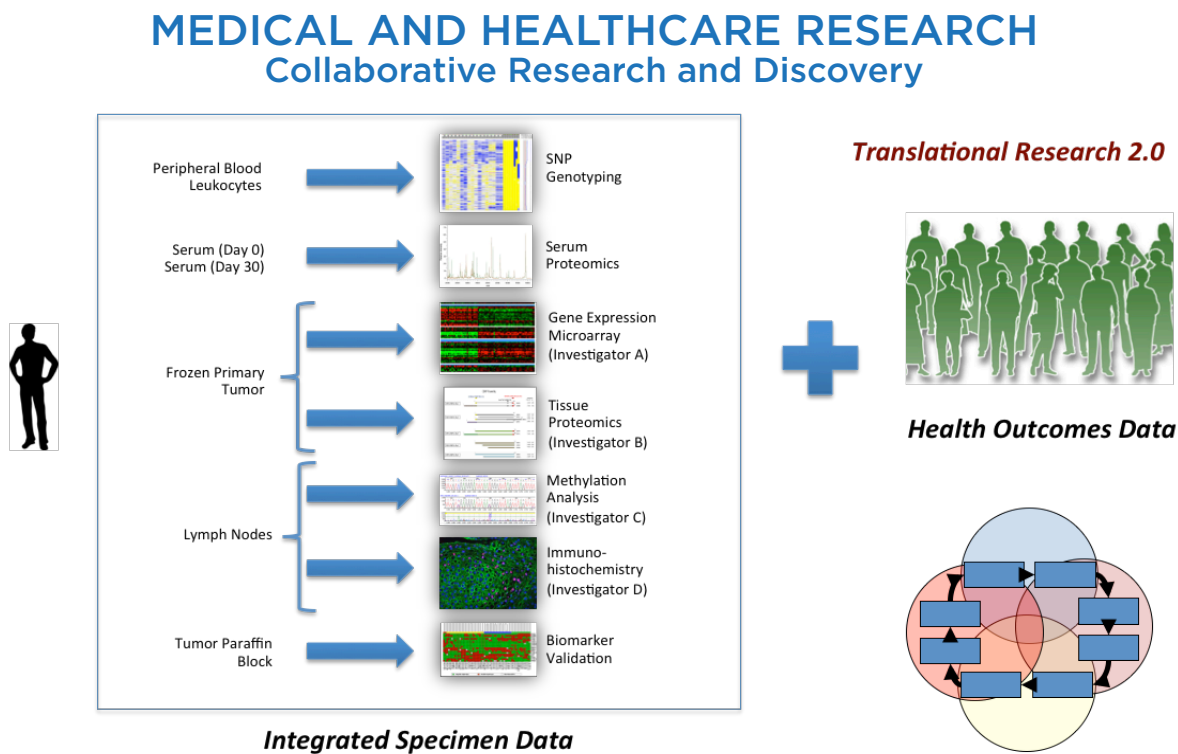 MEDICAL AND HEALTHCARE RESEARCH
Collaborative Research and Discovery
Peripheral Blood
Leukocytes
SNP
Genotyping
Serum (Day 0)
Serum (Day 30)
Serum
Proteomics
Frozen Primary
Tumor
Gene Expression
Microarray
(Investigator A)
Tissue
Proteomics
(Investigator B)
Lymph Nodes
Methylation
Analysis
(Investigator C)
Immuno-
histochemistry
(Investigator D)
Tumor Paraffin
Block
Biomarker
Validation
Integrated Specimen Data
Translational Research 2.0
Health Outcomes Data